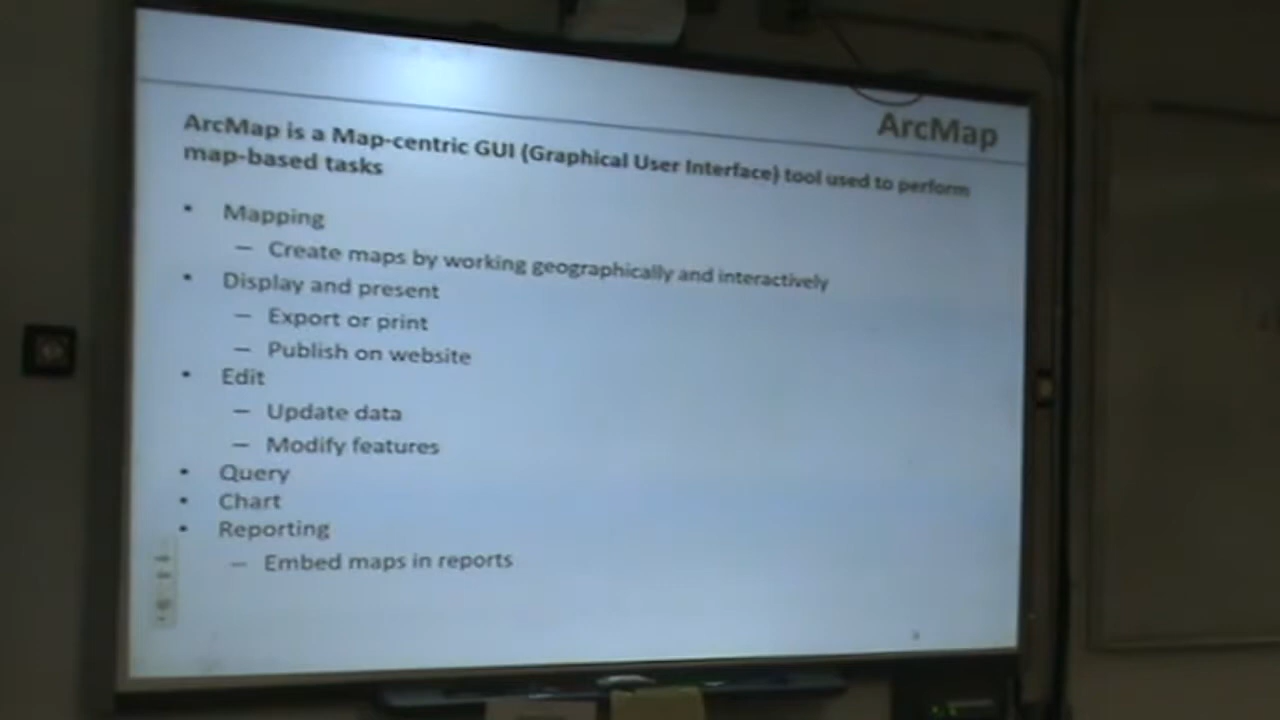 ArcMap
ArcMap is a Map-centric GUI (Graphical User Interface) tool used to perform
map-based tasks
• Mapping
– Create maps by working geographically and interactively
• Display and present
– Export or print
– Publish on website
• Edit
– Update data
– Modify features
• Query
• Chart
• Reporting
– Embed maps in reports